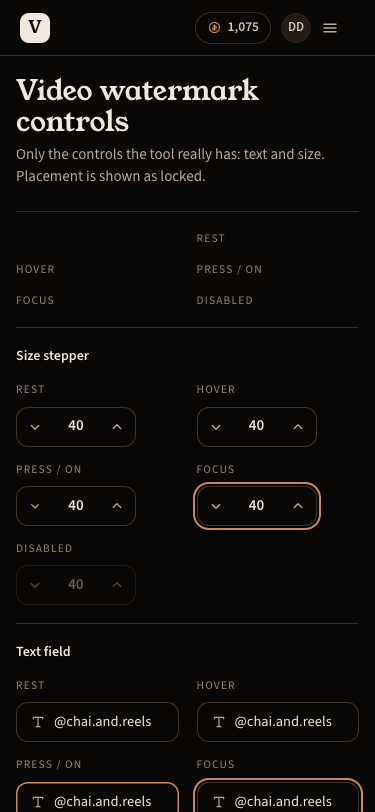 V
1,075
DD
Video watermark
controls
Only the controls the tool really has: text and size.
Placement is shown as locked.
REST
HOVER
PRESS / ON
FOCUS
DISABLED
Size stepper
REST
HOVER
40
40
PRESS / ON
FOCUS
40
40
DISABLED
40
Text field
REST
HOVER
@chai.and.reels
@chai.and.reels
PRESS / ON
FOCUS
@chai.and.reels
@chai.and.reels